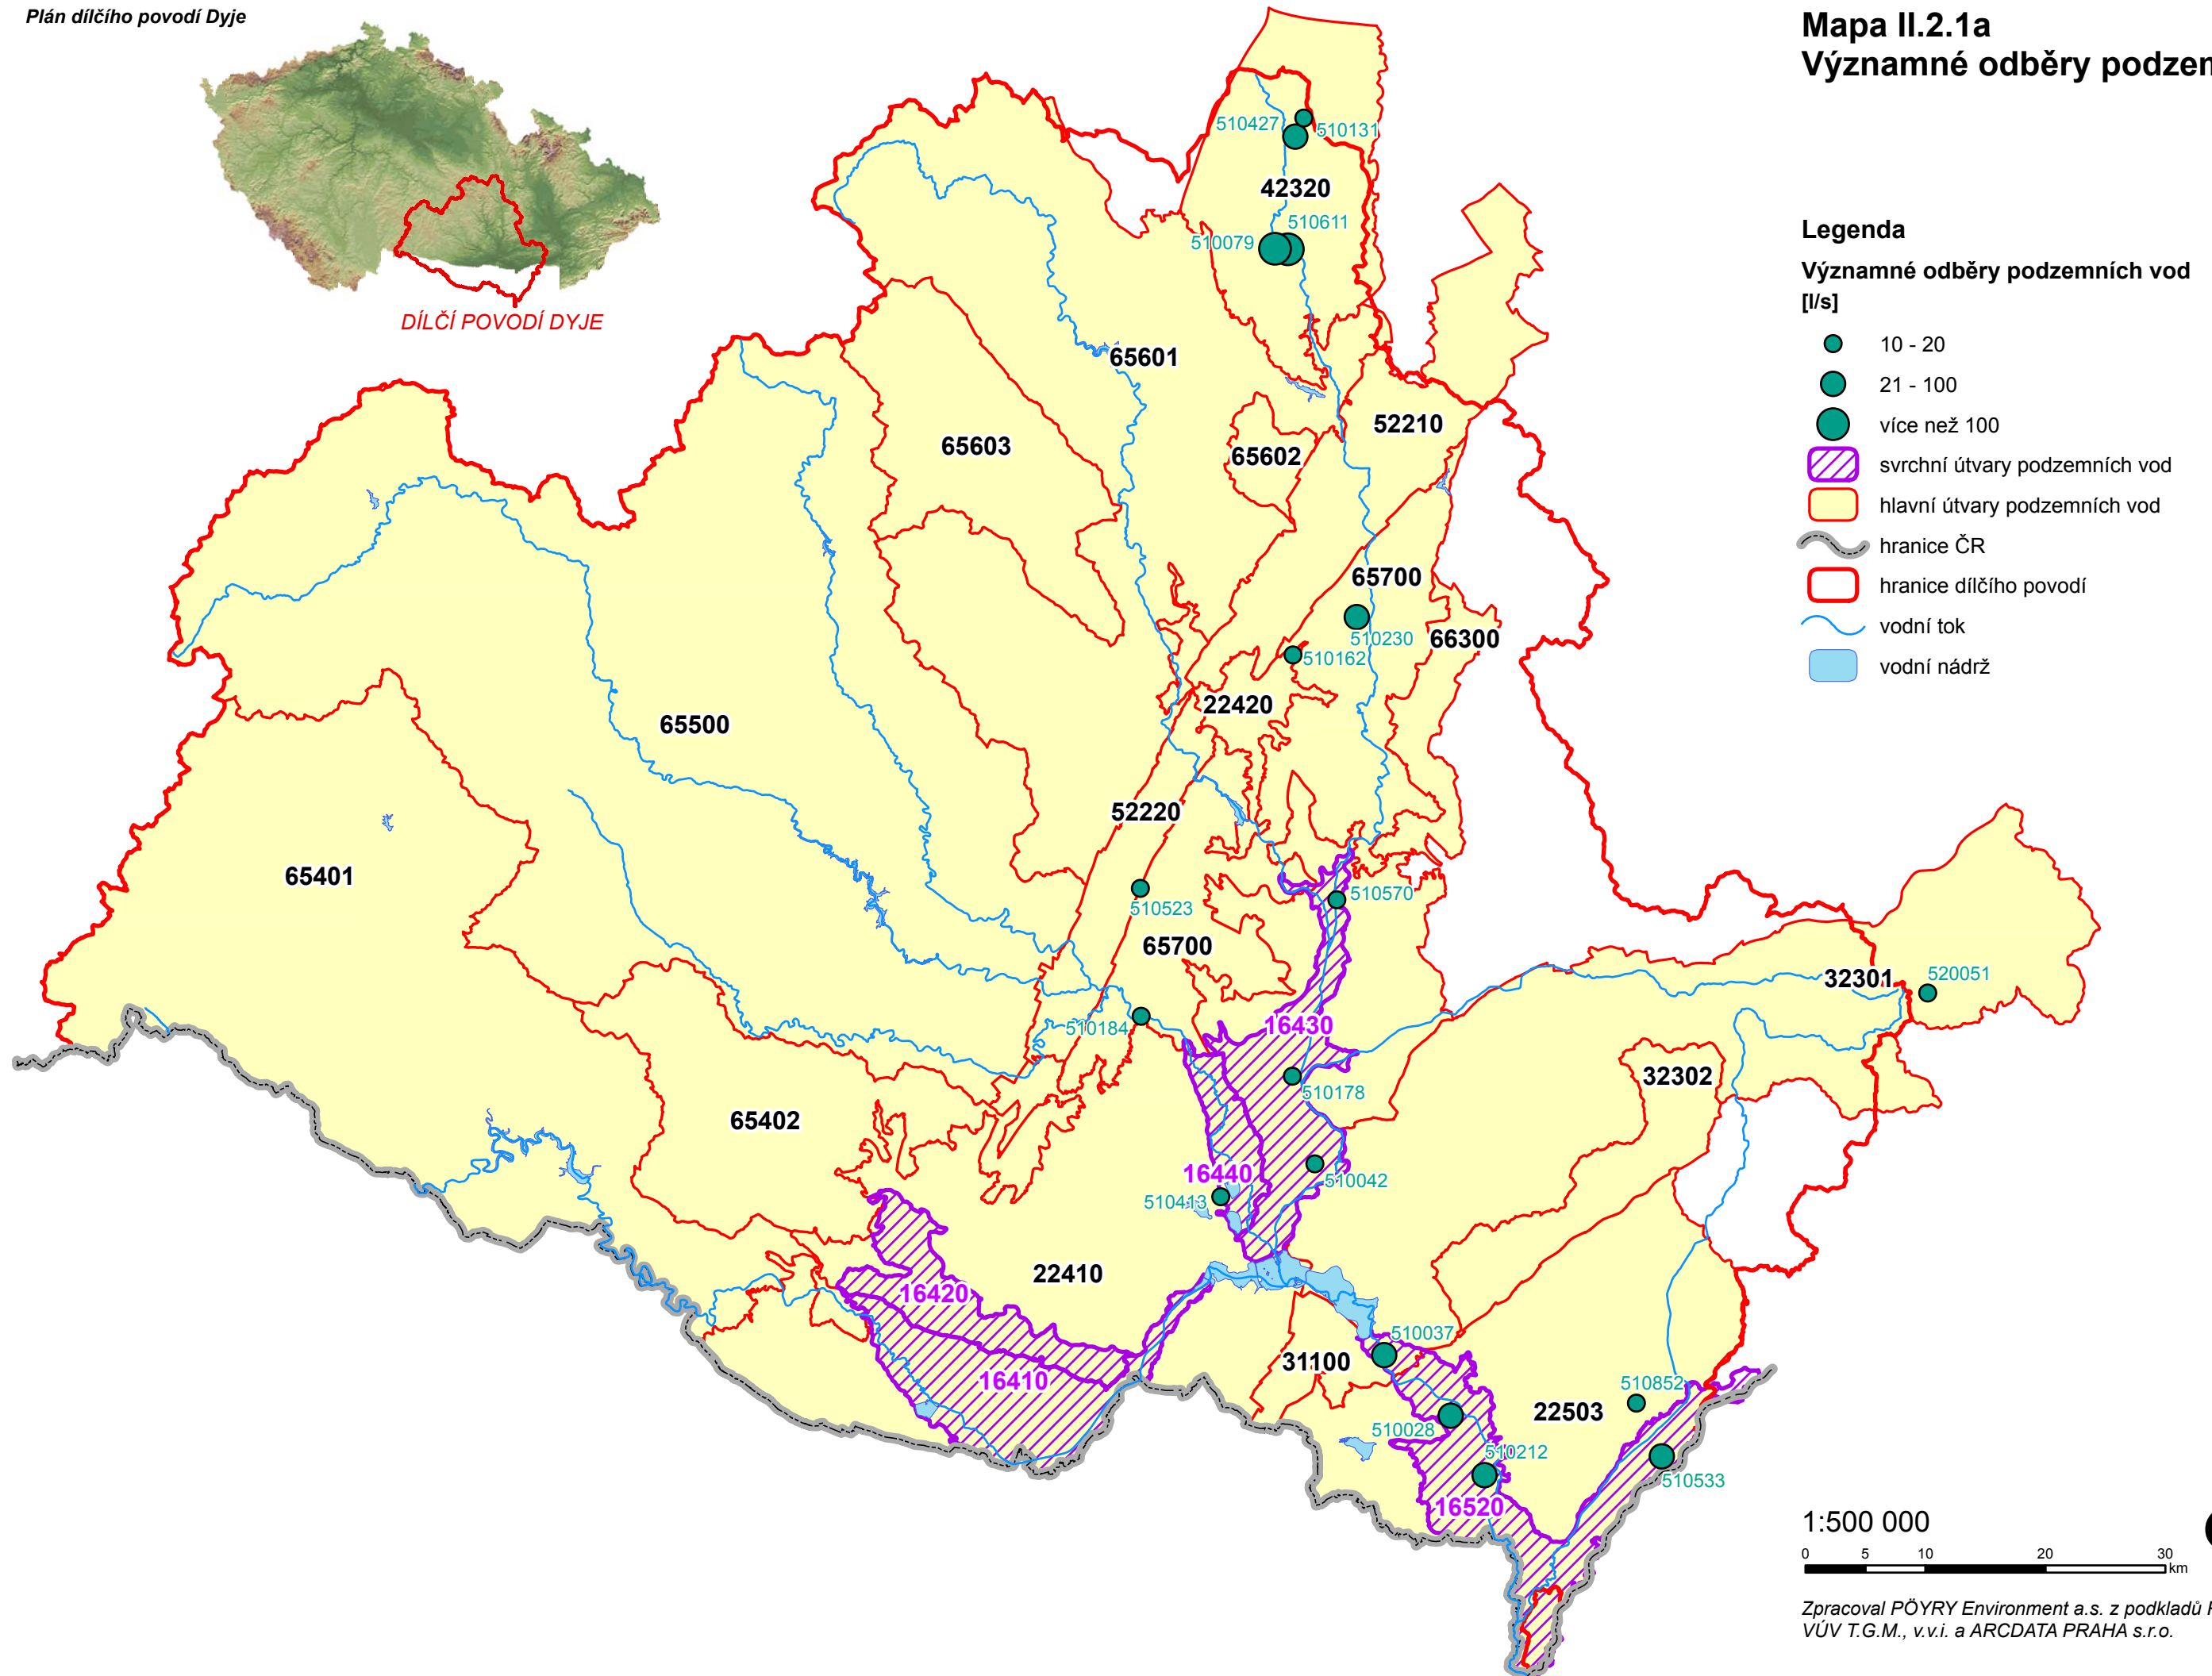 Plán dílčího povodí Dyje
Mapa II.2.1a
Významné odběry podzem
DÍLČÍ POVODÍ DYJE
Legenda
Významné odběry podzemních vod
[l/s]
10 - 20
21 - 100
více než 100
svrchní útvary podzemních vod
hlavní útvary podzemních vod
hranice ČR
hranice dílčího povodí
vodní tok
vodní nádrž
510427
510131
42320
510611
510079
65601
52210
65603
65602
65700
510230
66300
510162
22420
65500
52220
65401
510523
510570
65700
32301
520051
510184
16430
510178
32302
65402
16440
510042
510413
22410
16420
16410
510037
31100
510852
22503
510028
510212
510533
16520
1:500 000
0 5 10 20 30
km
Zpracoval PÖYRY Environment a.s. z podkladů
VÚV T.G.M., v.v.i. a ARCDATA PRAHA s.r.o.